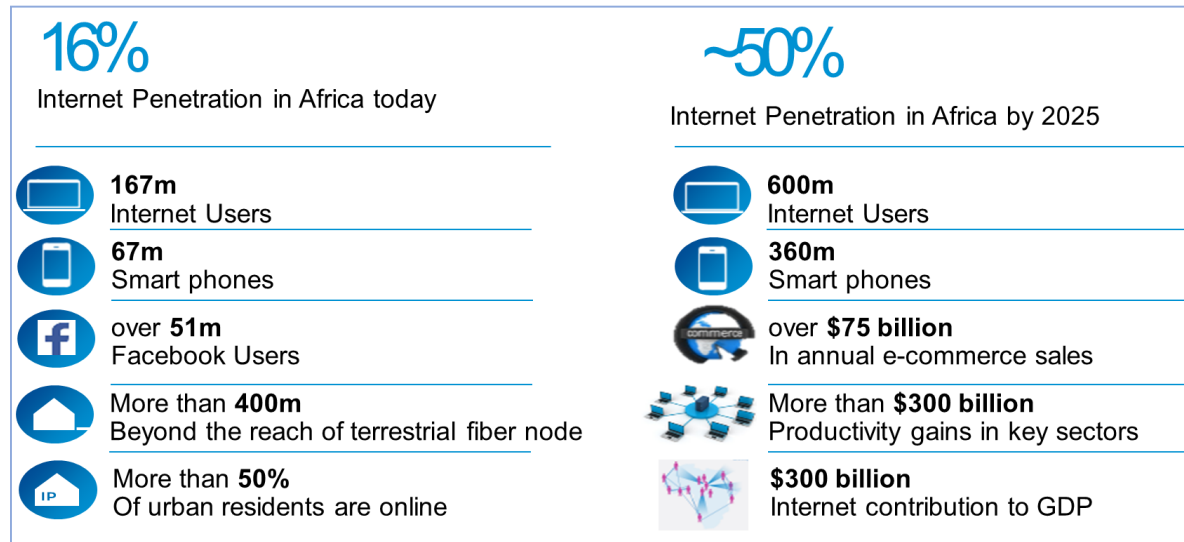 16%
Internet Penetration in Africa today
167m
Internet Users
67m
Smart phones
over 51m
Facebook Users
More than 400m
Beyond the reach of terrestrial fiber node
IP
More than 50%
Of urban residents are online
~50%
Internet Penetration in Africa by 2025
600m
Internet Users
360m
Smart phones
commerce
over $75 billion
In annual e-commerce sales
More than $300 billion
Productivity gains in key sectors
$300 billion
Internet contribution to GDP